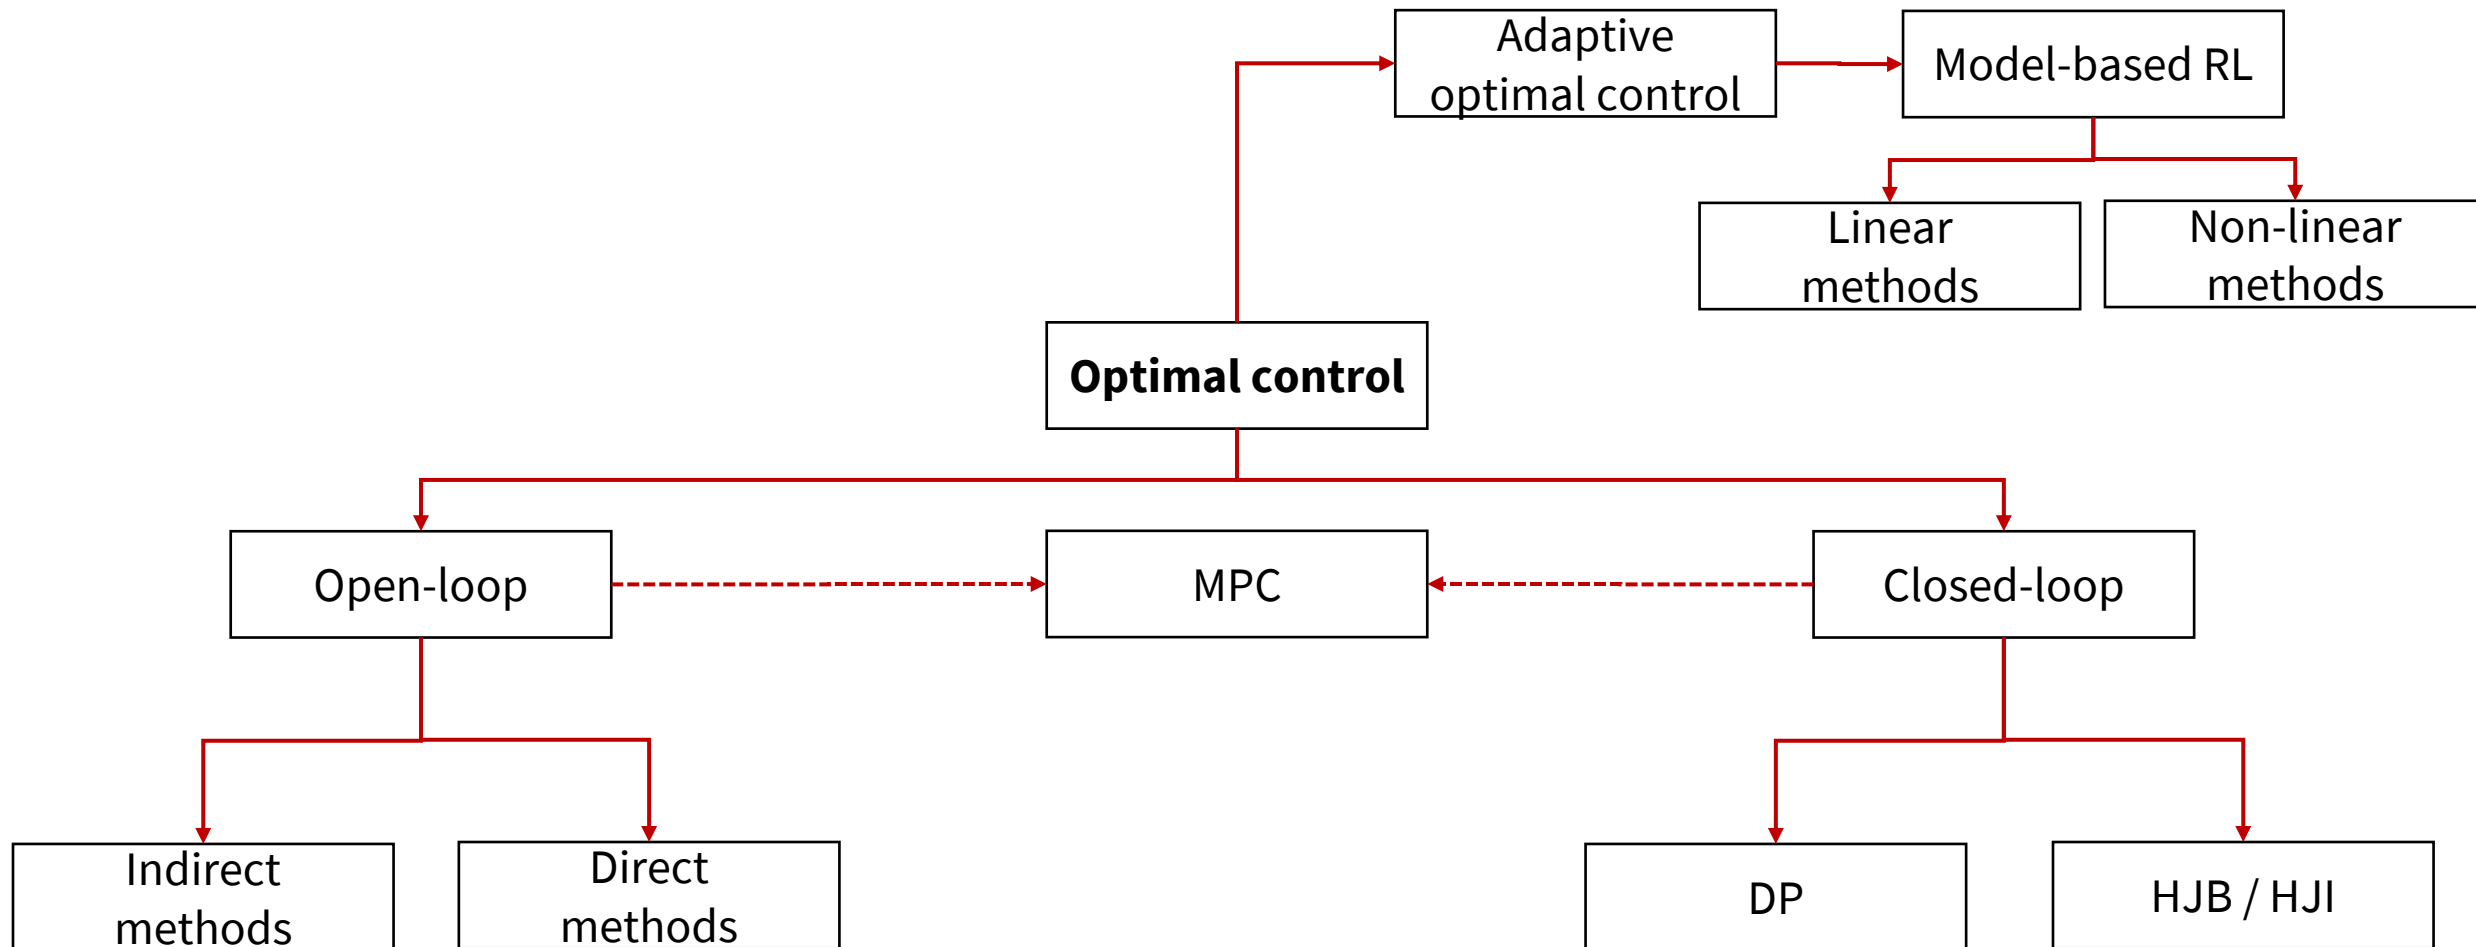 Adaptive
optimal control
Model-based RL
Linear
methods
Non-linear
methods
Optimal control
Open-loop
MPC
Closed-loop
Indirect
methods
Direct
methods
DP
HJB / HJI